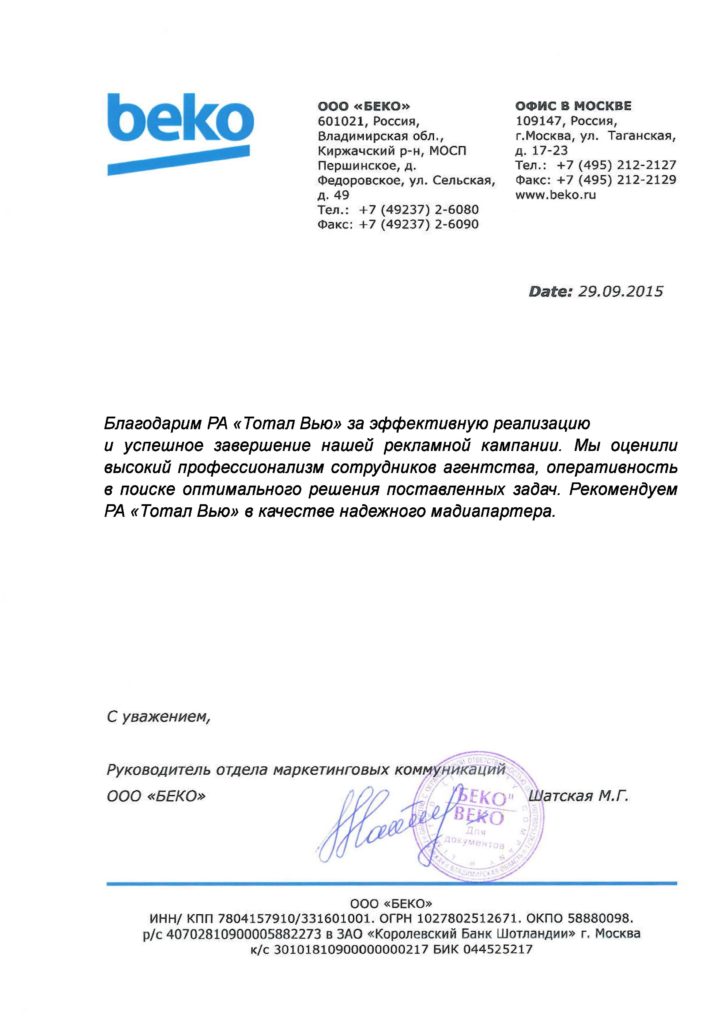 beko
ООО «БЕКО»
601021, Россия,
Владимирская обл.,
Киржачский р-н, МОСП
Першинское, д.
Федоровское, ул. Сельская,
д. 49
Тел.: +7 (49237) 2-6080
Факс: +7 (49237) 2-6090
ОФИС В МОСКВЕ
109147, Россия,
г.Москва, ул. Таганская,
д. 17-23
Тел.: +7 (495) 212-2127
Факс: +7 (495) 212-2129
www.beko.ru
Date: 29.09.2015
Благодарим РА «Тотал Вью» за эффективную реализацию
и успешное завершение нашей рекламной кампании. Мы оценили
высокий профессионализм сотрудников агентства, оперативность
в поиске оптимального решения поставленных задач. Рекомендуем
РА «Тотал Вью» в качестве надежного мадиапартера.
С уважением,
Руководитель отдела маркетинговых коммуникаций
ООО «БЕКО»
Шатская М.Г.
"БЕКО"
BEKO
Для
документов
ООО «БЕКО»
ИНН/ КПП 7804157910/331601001. ОГРН 1027802512671. ОКПО 58880098.
р/с 40702810900005882273 в ЗАО «Королевский Банк Шотландии» г. Москва
к/с 30101810900000000217 БИК 044525217